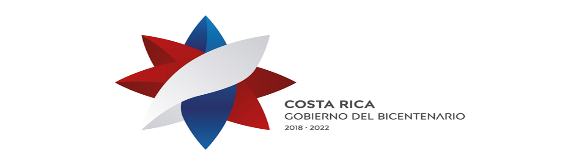 COSTA RICA
GOBIERNO DEL BICENTENARIO
2018 - 2022